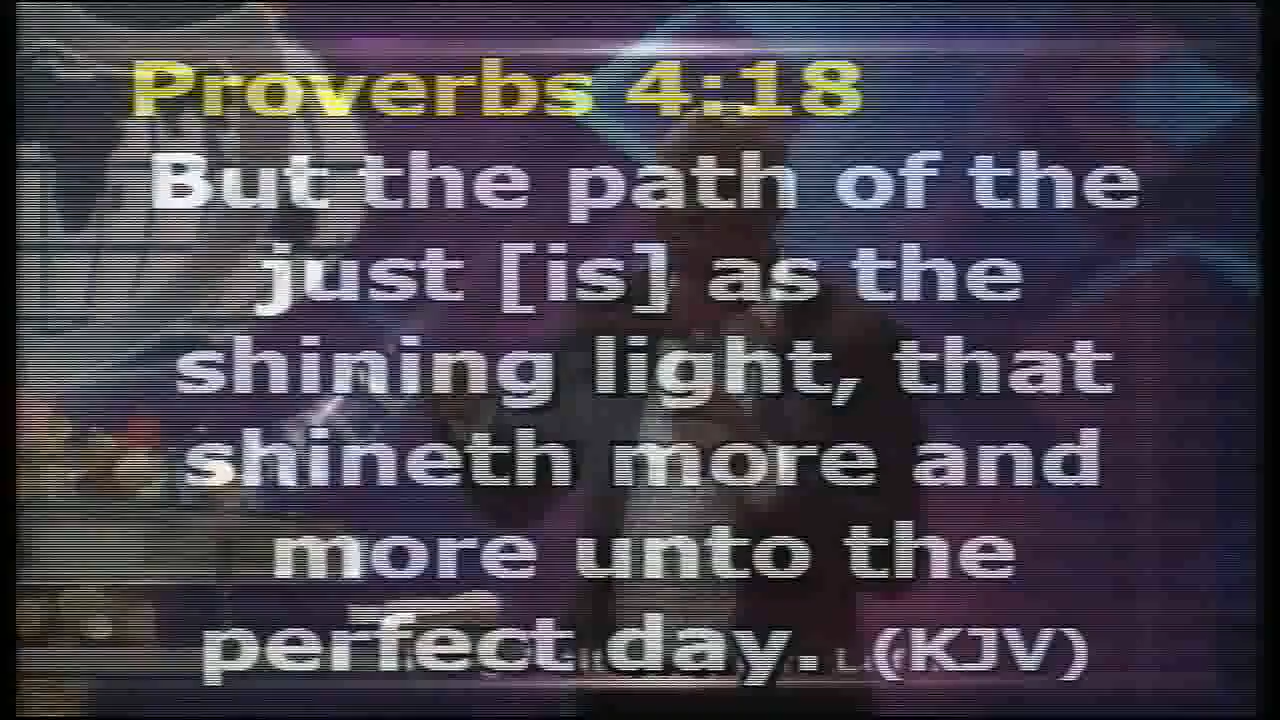 Proverbs 4:18
But the path of the
just [is] as the
shining light, that
shineth more and
more unto the
perfect day. (KJV)